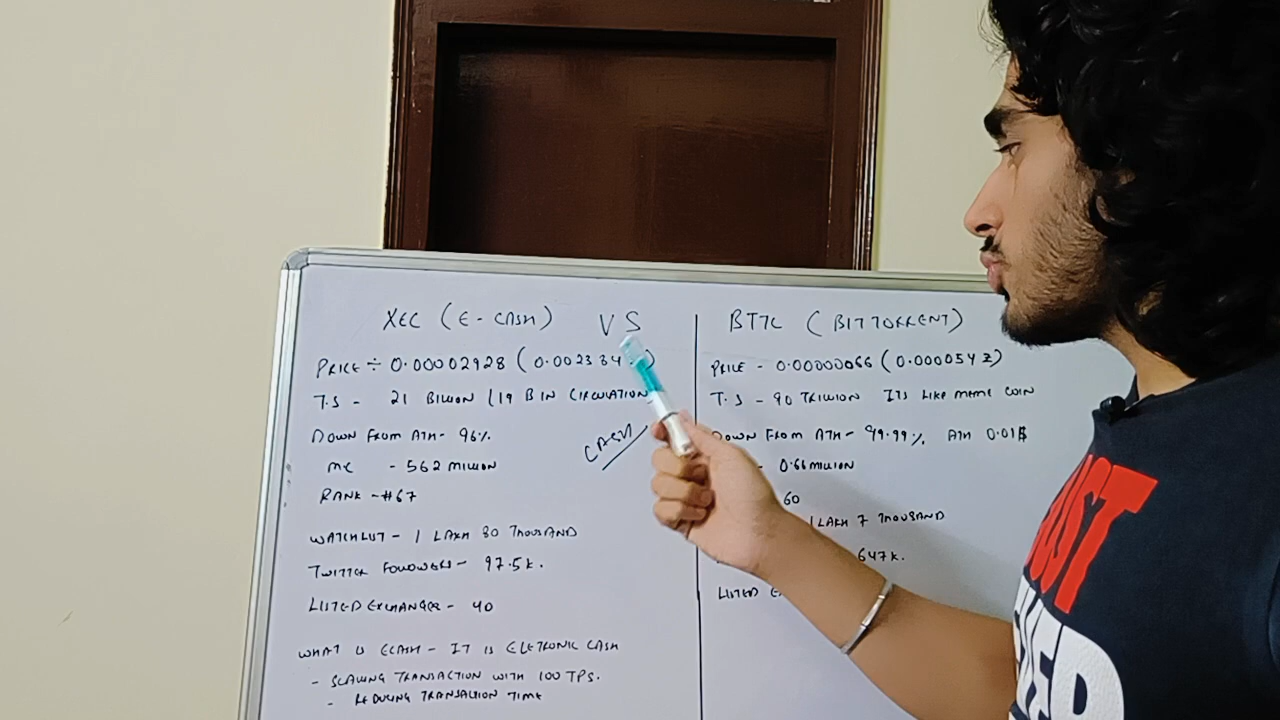 XEC (E-CASH) VS
PRICE ÷ 0.00002928 (0.002334
T.S - 21 BILLION (19 B IN CIRCULATION
DOWN FROM ATH- 96%
CASH
MC - 562 MILLION
RANK - #67
WATCHLIST - 1 LAKH 80 THOUSAND
TWITTER FOLLOWERS - 97.5K.
LISTED EXCHANGES - 40
WHAT IS ECASH - IT IS ELETRONIC CASH
- SCALING TRANSACTION WITH 100 TPS.
- REDUCING TRANSACTION TIME
BTTC (BITTORRENT)
PRICE - 0.00000066 (0.0000542)
T.S - 90 TRILLION ITS LIKE MEME COIN
DOWN FROM ATH- 99.99% ATH 0.01$
- 0.66 MILLION
60
1 LAKH 7 THOUSAND
647K.
LISTED